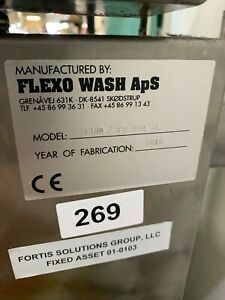 MANUFACTURED BY:
FLEXO WASH ApS
GRENÅVEJ 631K · DK-8541 SKØDSTRUP
TLF. +45 86 99 36 31 · FAX +45 86 99 13 43
MODEL:
YEAR OF FABRICATION:
CE
269
FORTIS SOLUTIONS GROUP, LLC
FIXED ASSET 01-0103